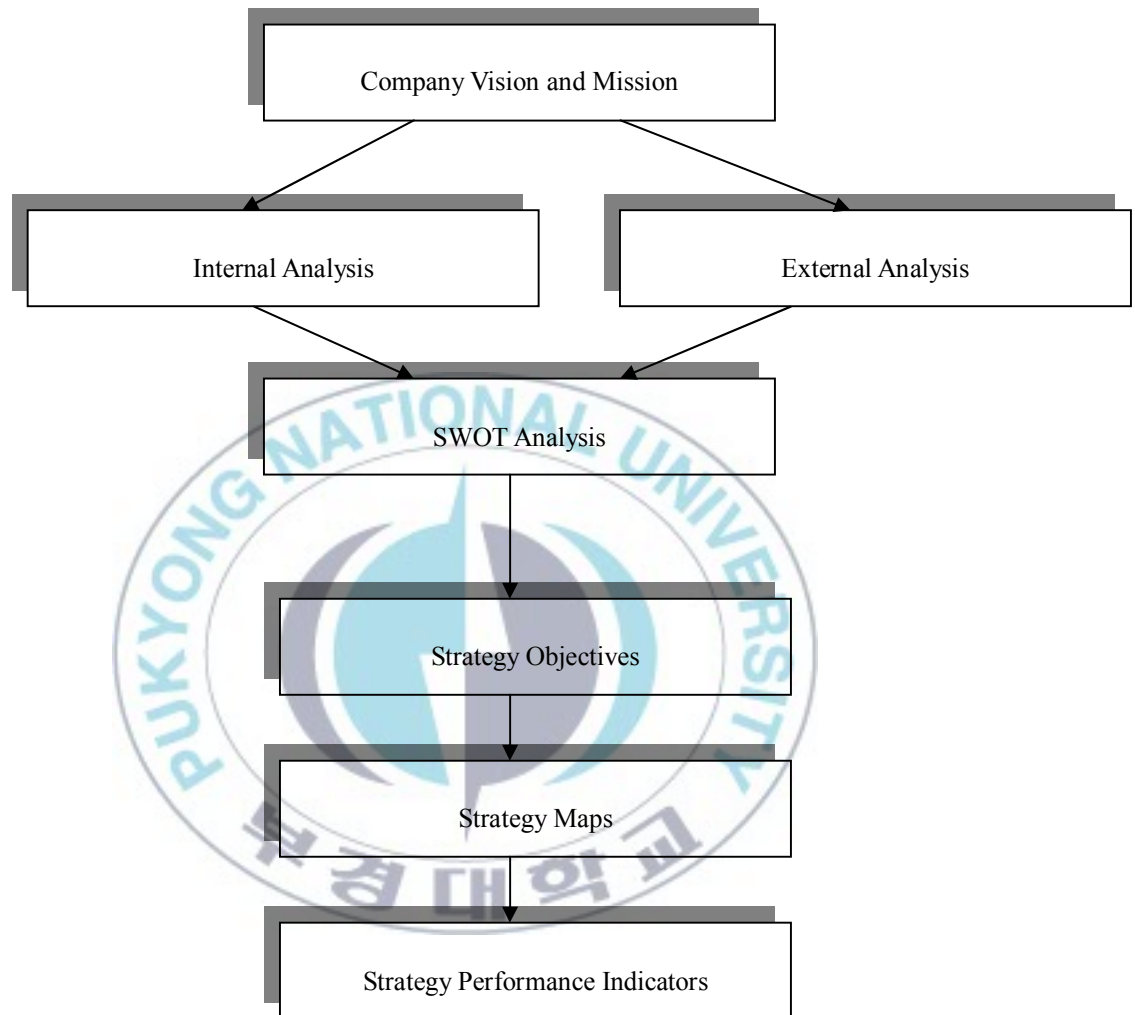 Company Vision and Mission
Internal Analysis
External Analysis
SWOT Analysis
Strategy Objectives
Strategy Maps
Strategy Performance Indicators
PUKYONG NATIONAL UNIVERSITY
부경대학교